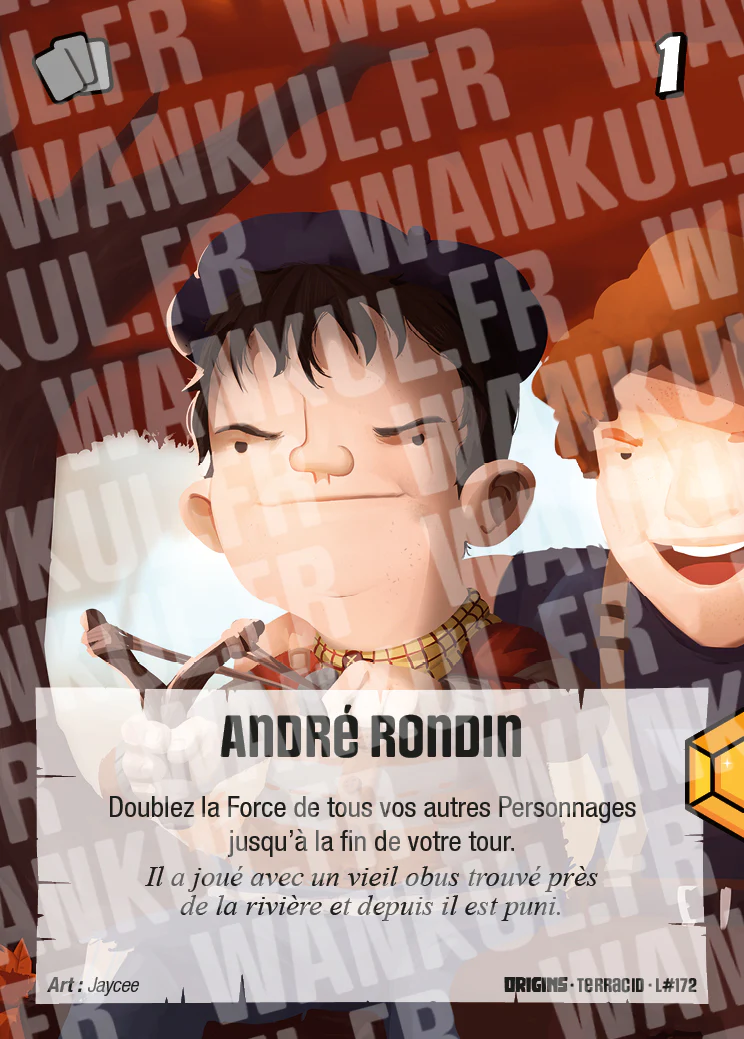 1
WANKUL.FR
ANDRÉ RONDIN
Doublez la Force de tous vos autres Personnages
jusqu'à la fin de votre tour.
Il a joué avec un vieil obus trouvé près
de la rivière et depuis il est puni.
Art : Jaycee
ORIGINS · TERRACID · L#172